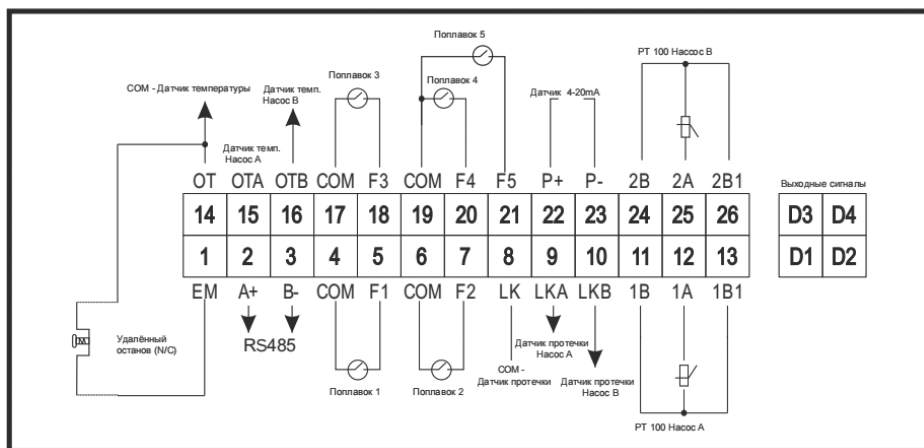 Поплавок 5
РТ 100 Нассос В
Поплавок 3
Поплавок 4
Датчик 4-20mA
COM - Датчик температуры
Датчик темп.
Насос В
Датчик темп.
Насос А
OT OTA OTB COM F3 COM F4 F5 P+ P- 2B 2A 2B1
14 15 16 17 18 19 20 21 22 23 24 25 26
1 2 3 4 5 6 7 8 9 10 11 12 13
EM A+ B- COM F1 COM F2 LK LKA LKB 1B 1A 1B1
Выходные сигналы
D3 D4
D1 D2
Удалённый
останов (N/C)
RS485
Поплавок 1
Поплавок 2
COM -
Датчик протечки
Датчик протечки
Насос А
Датчик протечки
Насос В
РТ 100 Насос А